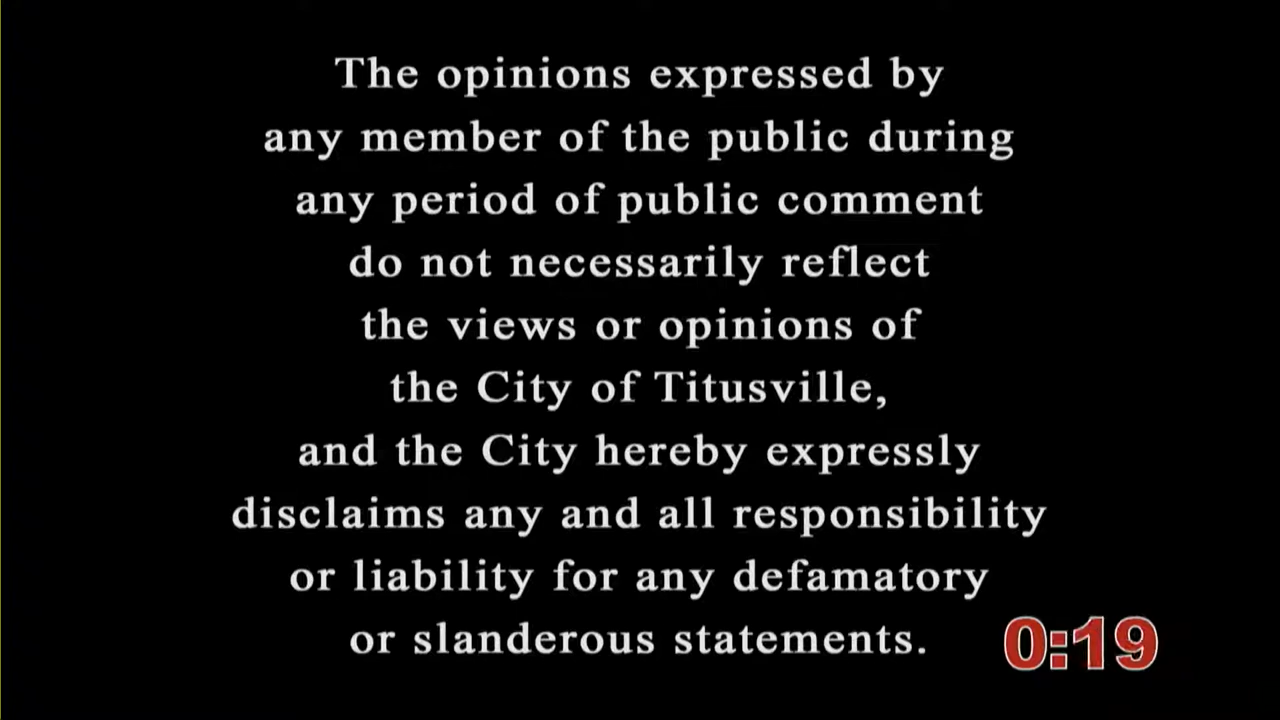 The opinions expressed by
any member of the public during
any period of public comment
do not necessarily reflect
the views or opinions of
the City of Titusville,
and the City hereby expressly
disclaims any and all responsibility
or liability for any defamatory
or slanderous statements.
0:19